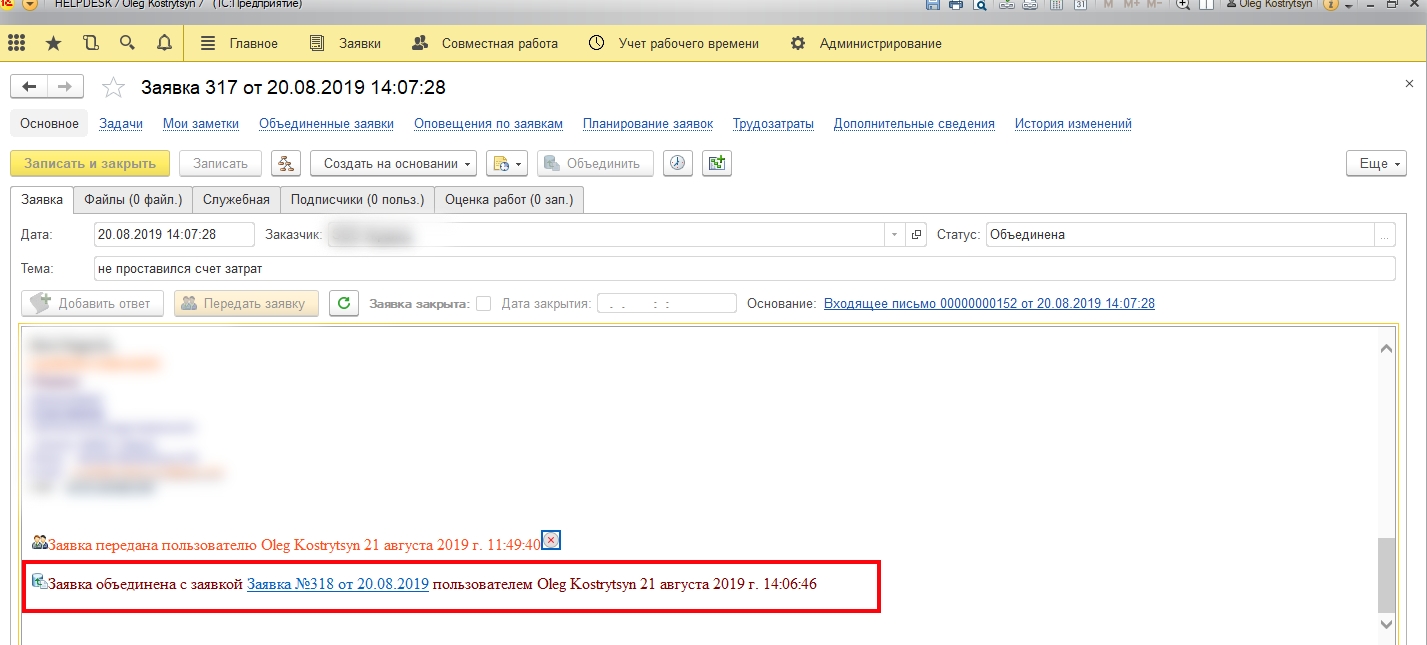 HELPDESK / Oleg Kostrytsyn / (1С:Предприятие) M M+ M- Oleg Kostrytsyn
Главное Заявки Совместная работа Учет рабочего времени Администрирование
Заявка 317 от 20.08.2019 14:07:28
Основное Задачи Мои заметки Объединенные заявки Оповещения по заявкам Планирование заявок Трудозатраты Дополнительные сведения История изменений
Записать и закрыть Записать Создать на основании Объединить Еще
Заявка Файлы (0 файл.) Служебная Подписчики (0 польз.) Оценка работ (0 зап.)
Дата: 20.08.2019 14:07:28 Заказчик: Статус: Объединена ...
Тема: не проставился счет затрат
Добавить ответ Передать заявку Заявка закрыта: Дата закрытия: . . : : Основание: Входящее письмо 00000000152 от 20.08.2019 14:07:28
Заявка передана пользователю Oleg Kostrytsyn 21 августа 2019 г. 11:49:40
Заявка объединена с заявкой Заявка №318 от 20.08.2019 пользователем Oleg Kostrytsyn 21 августа 2019 г. 14:06:46